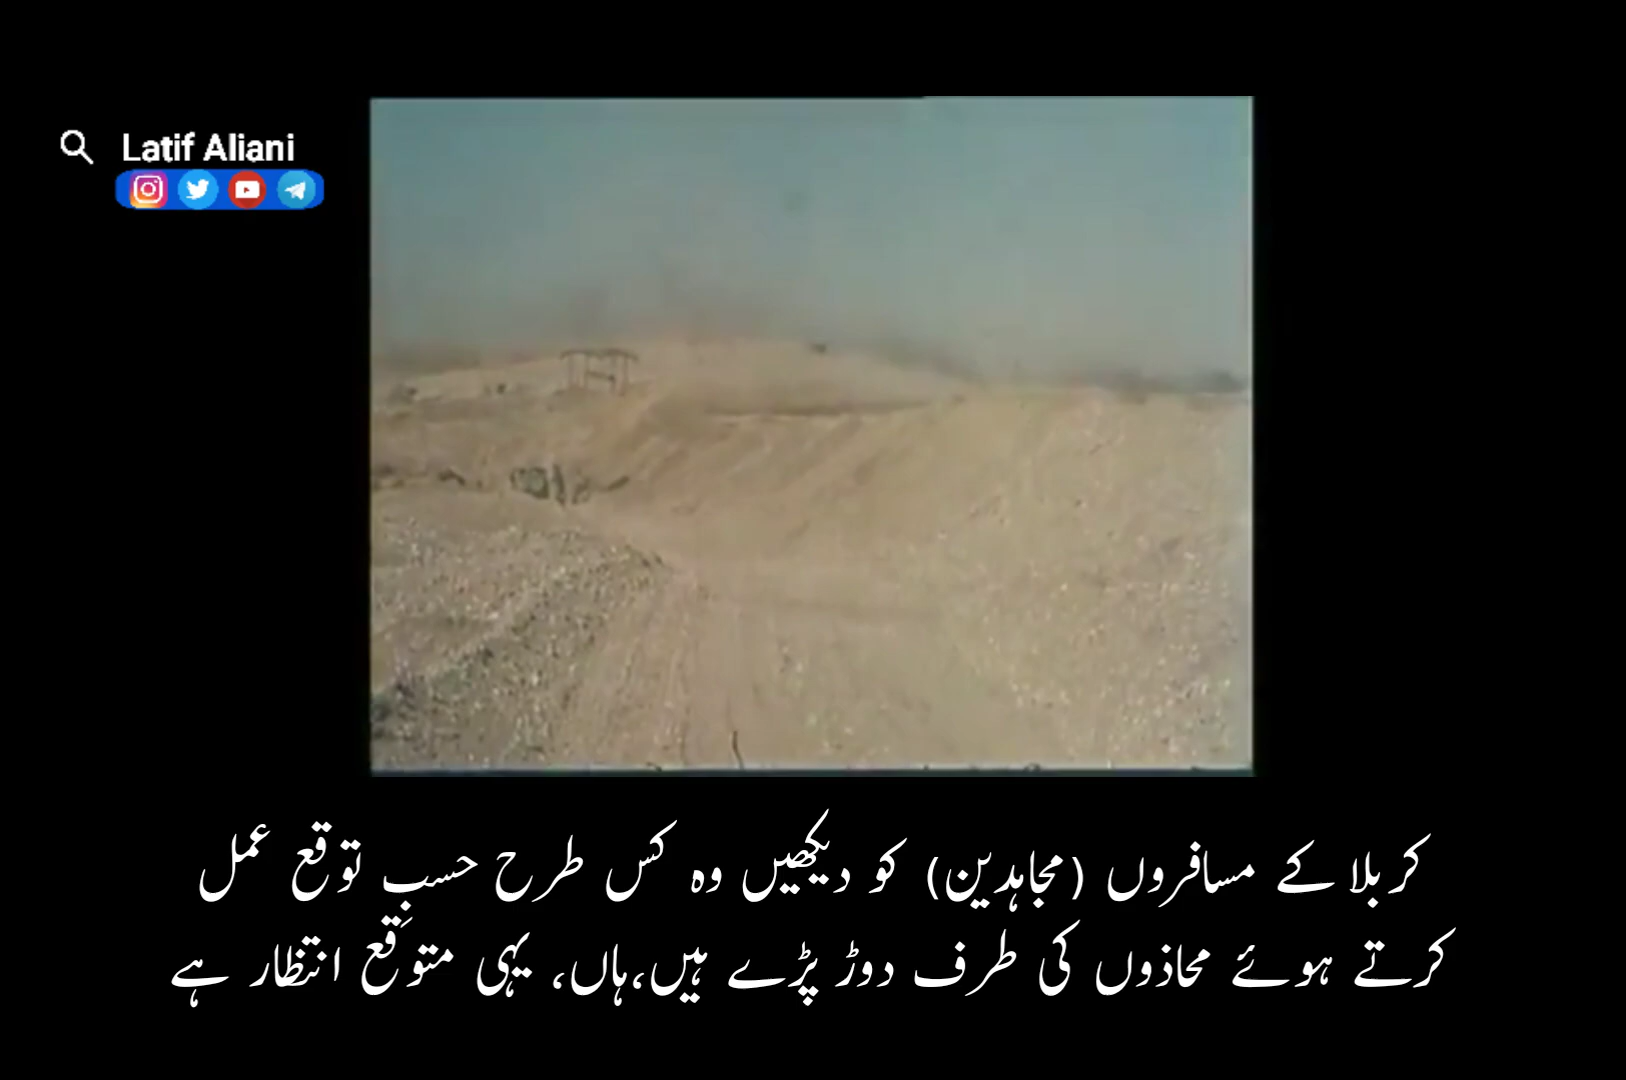 Latif Aliani
کربلا کے مسافروں (مجاہدین) کو دیکھیں وہ کس طرح حسبِ توقع عمل
کرتے ہوئے محاذوں کی طرف دوڑ پڑے ہیں،ہاں، یہی متوقع انتظار ہے